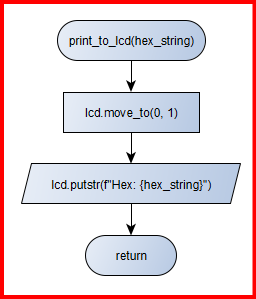 print_to_lcd(hex_string)
lcd.move_to(0, 1)
lcd.putstr(f"Hex: {hex_string}")
return